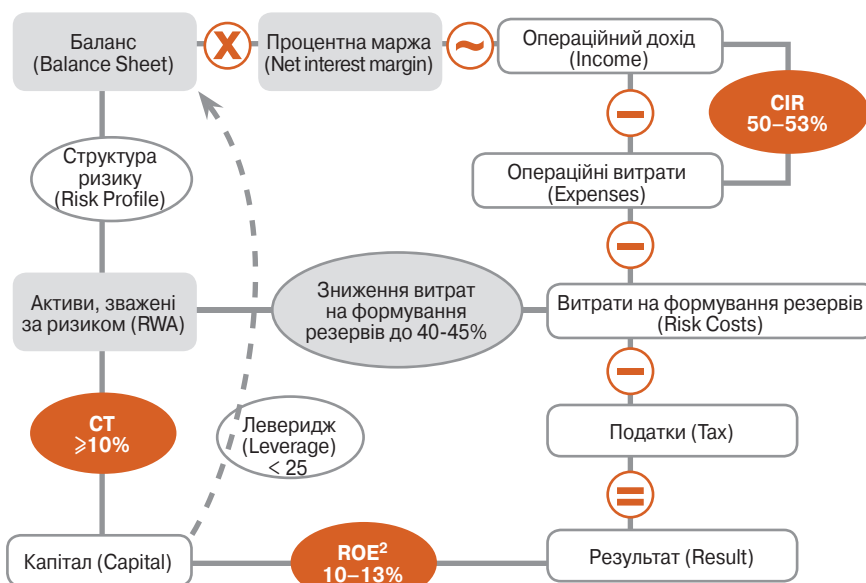 Баланс
(Balance Sheet)
X
Процентна маржа
(Net interest margin)
~
Операційний дохід
(Income)
CIR
50–53%
−
Структура
ризику
(Risk Profile)
Операційні витрати
(Expenses)
−
Активи, зважені
за ризиком (RWA)
Зниження витрат
на формування
резервів до 40-45%
Витрати на формування резервів
(Risk Costs)
−
CT
⩾10%
Леверидж
(Leverage)
< 25
Податки (Tax)
=
Капітал (Capital)
ROE²
10–13%
Результат (Result)